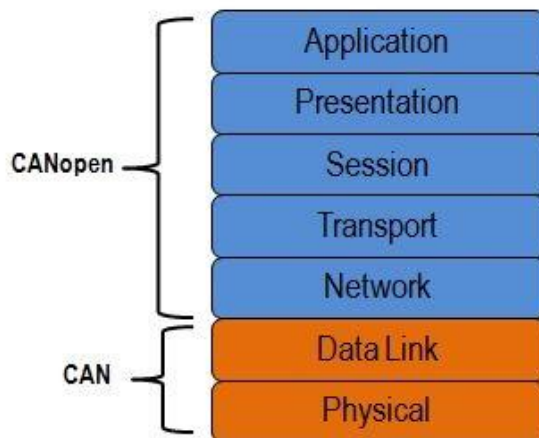 Application
Presentation
CANopen
Session
Transport
Network
Data Link
CAN
Physical